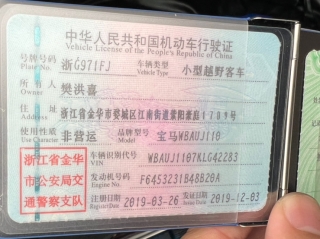 中华人民共和国机动车行驶证
Vehicle License of the People's Republic of China
号牌号码 浙G971FJ 车辆类型 小型越野客车
Plate No. Vehicle Type
所有人 樊洪喜
Owner
住址 浙江省金华市婺城区江南街道紫阳素庭1709号
Address
使用性质 非营运 品牌型号 宝马WBAUJ110
Use Character Model
浙江省金华
市公安局交
通警察支队
车辆识别代号 WBAUJ1107KLG42283
VIN
发动机号码 F6453231B48B20A
Engine No.
注册日期 2019-03-26 发证日期 2019-12-03
Register Date Issue Date